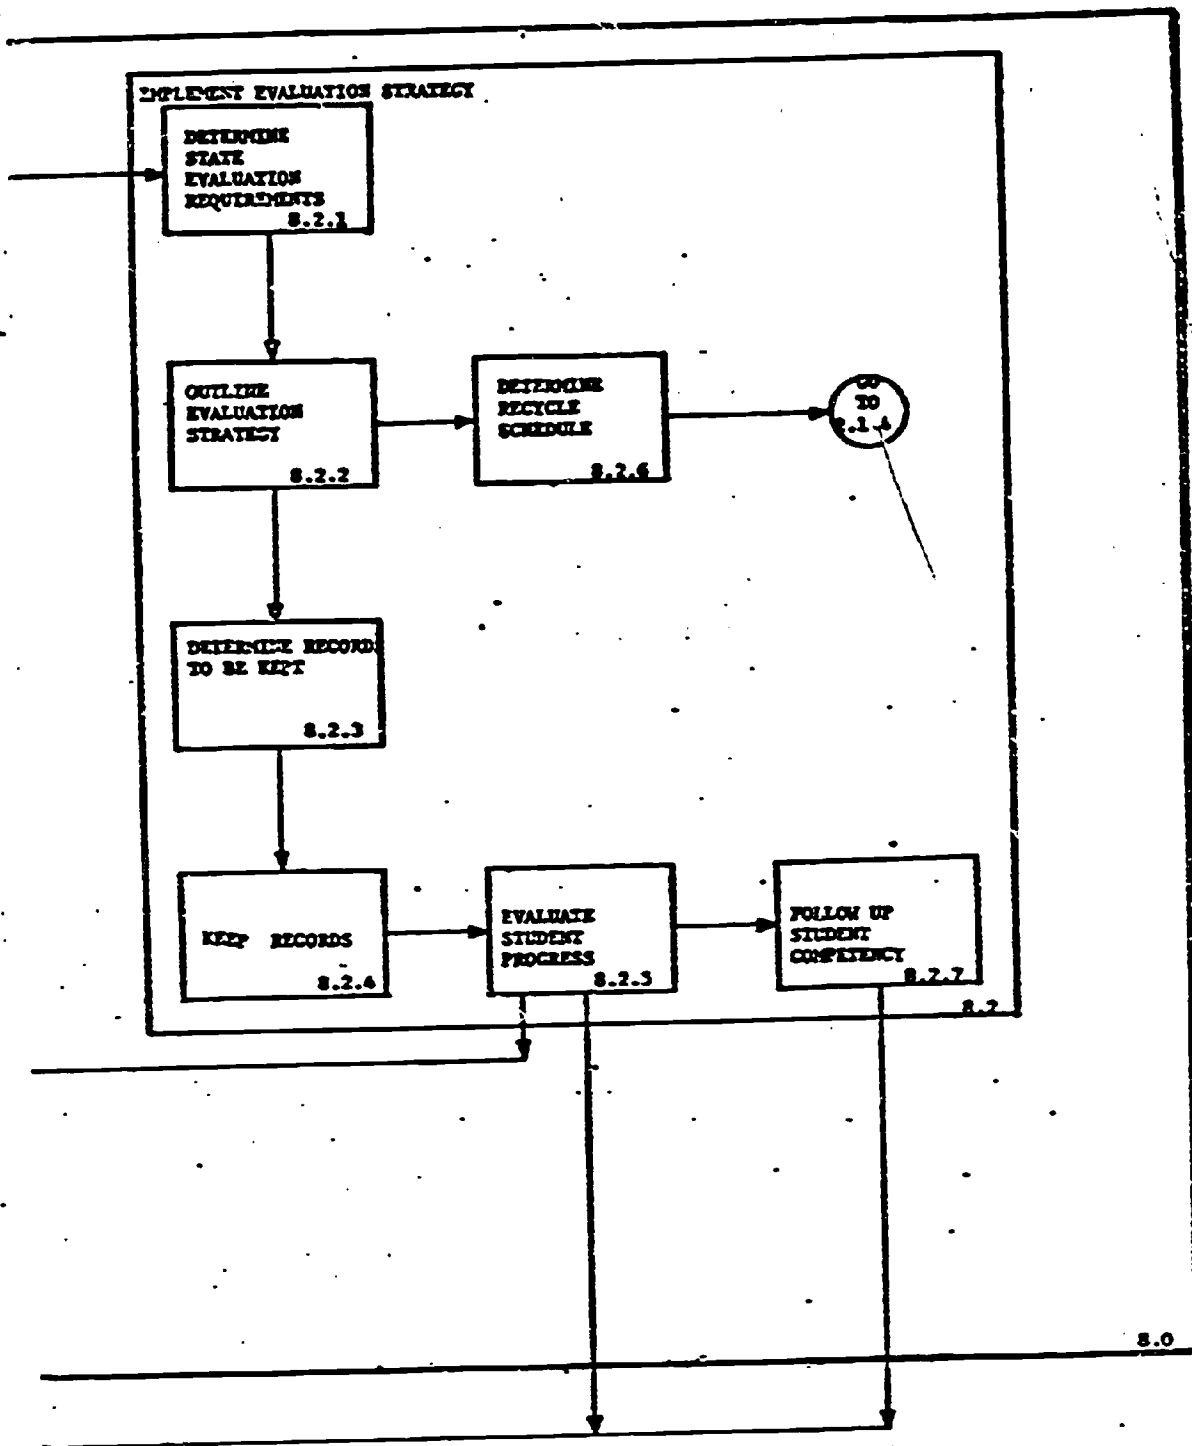 IMPLEMENT EVALUATION STRATEGY
DETERMINE
STATE
EVALUATION
REQUIREMENTS
8.2.1
OUTLINE
EVALUATION
STRATEGY
8.2.2
DETERMINE
RECYCLE
SCHEDULE
8.2.6
GO
TO
DETERMINE RECORDS
TO BE KEPT
8.2.3
KEEP RECORDS
8.2.4
EVALUATE
STUDENT
PROGRESS
8.2.5
FOLLOW UP
STUDENT
COMPETENCY
8.2.7
8.2
8.0